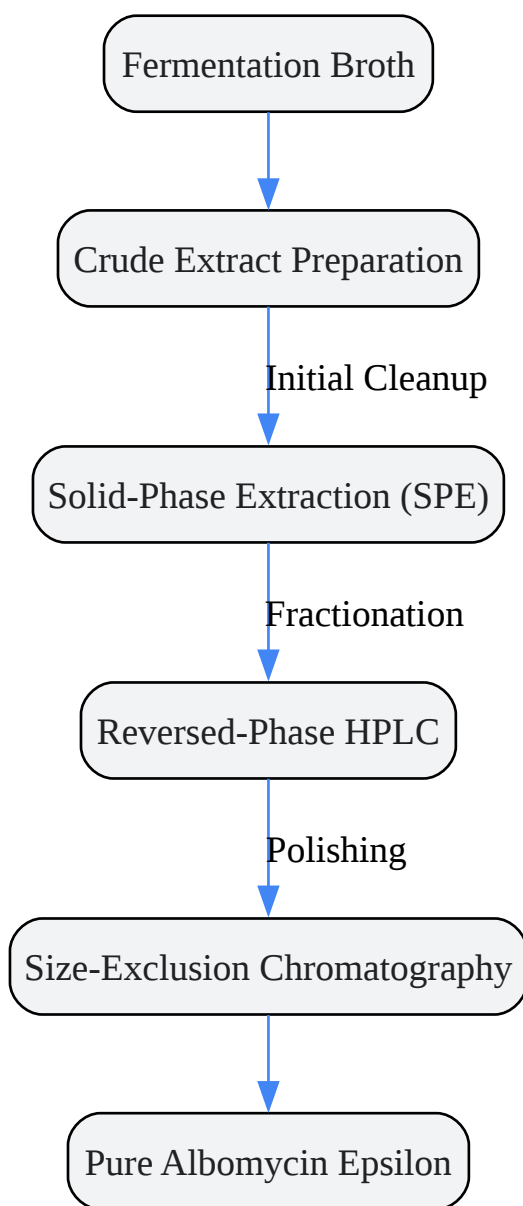 Fermentation Broth
Crude Extract Preparation
Initial Cleanup
Solid-Phase Extraction (SPE)
Fractionation
Reversed-Phase HPLC
Polishing
Size-Exclusion Chromatography
Pure Albomycin Epsilon